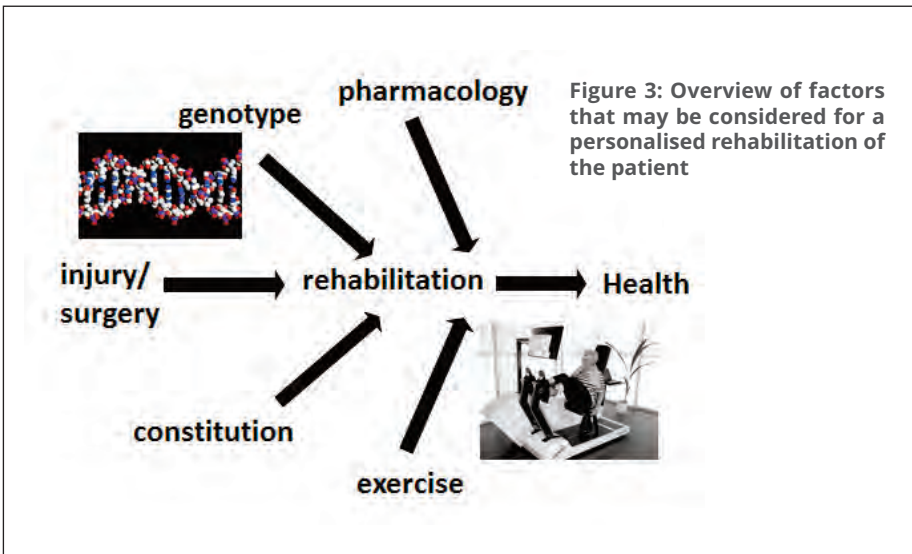 pharmacology
genotype
Figure 3: Overview of factors
that may be considered for a
personalised rehabilitation of
the patient
injury/
surgery
rehabilitation
Health
constitution
exercise